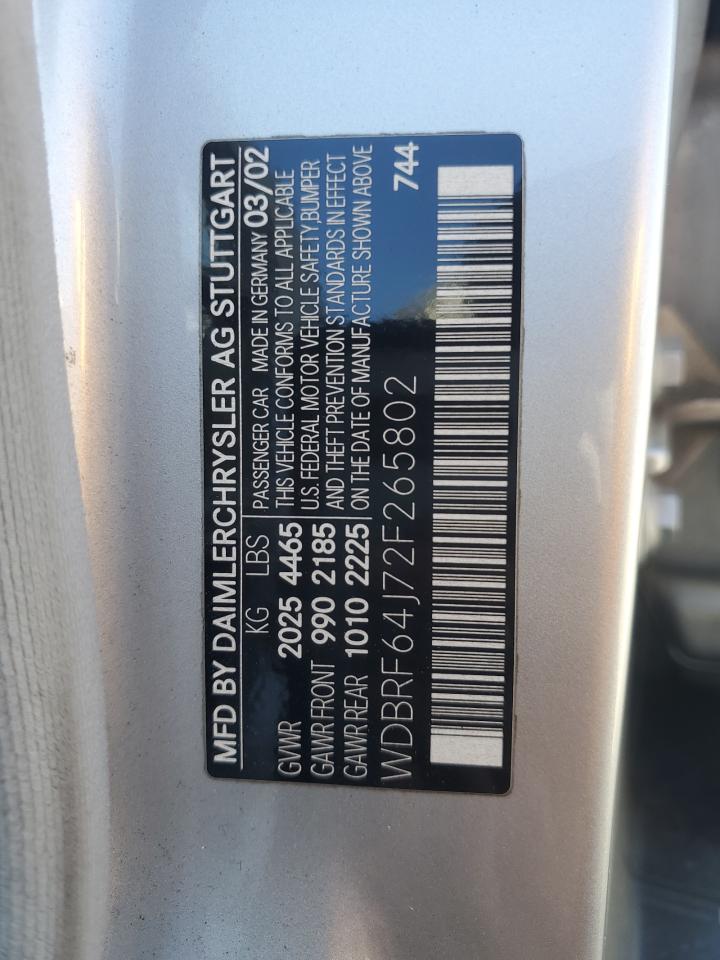 MFD BY DAIMLERCHRYSLER AG STUTTGART
KG LBS
GVWR 2025 4465
GAWR FRONT 990 2185
GAWR REAR 1010 2225
PASSENGER CAR MADE IN GERMANY 03/02
THIS VEHICLE CONFORMS TO ALL APPLICABLE
U.S. FEDERAL MOTOR VEHICLE SAFETY,BUMPER
AND THEFT PREVENTION STANDARDS IN EFFECT
ON THE DATE OF MANUFACTURE SHOWN ABOVE
WDBRF64J72F265802
744